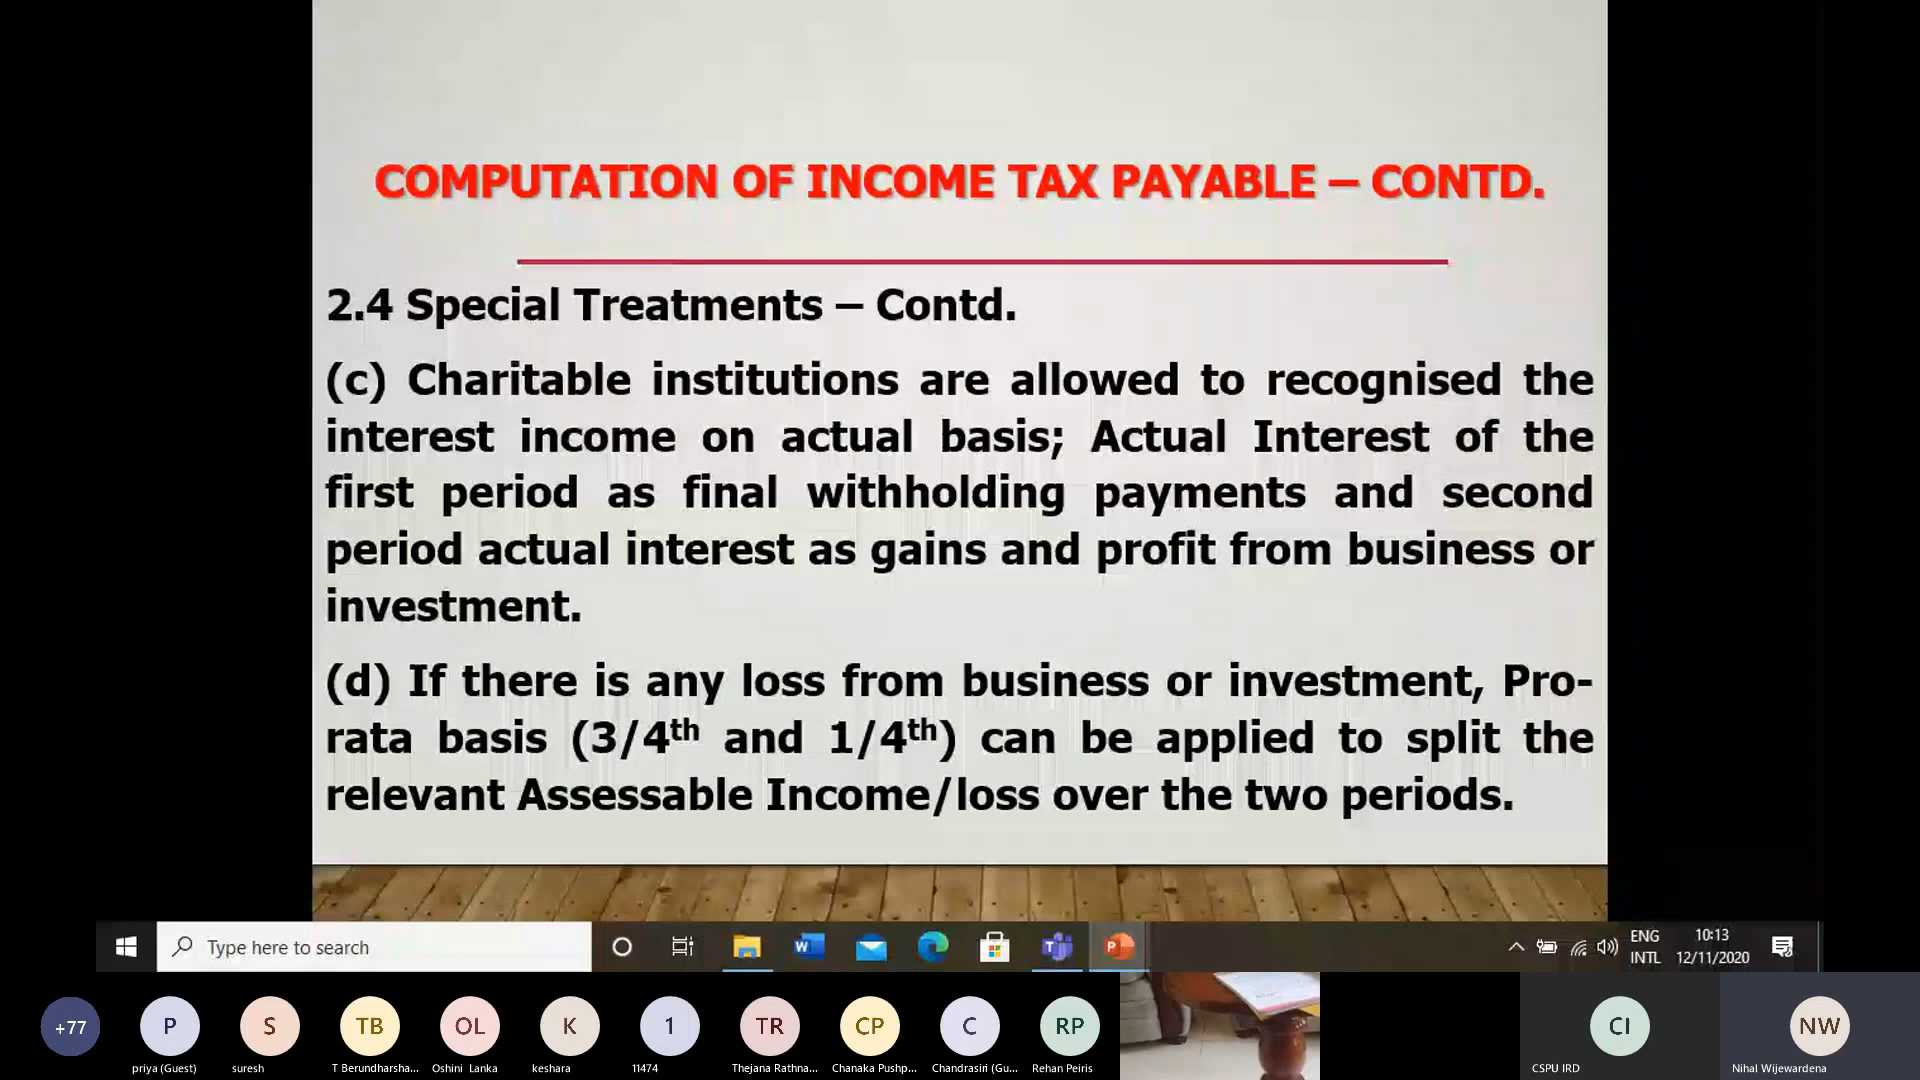 COMPUTATION OF INCOME TAX PAYABLE – CONTD.
2.4 Special Treatments – Contd.
(c) Charitable institutions are allowed to recognised the
interest income on actual basis; Actual Interest of the
first period as final withholding payments and second
period actual interest as gains and profit from business or
investment.
(d) If there is any loss from business or investment, Pro-
rata basis (3/4th and 1/4th) can be applied to split the
relevant Assessable Income/loss over the two periods.
Type here to search
ENG 10:13
INTL 12/11/2020
+77 P S TB OL K 1 TR CP C RP CI NW
priya (Guest) suresh T Berundharsha... Oshini Lanka keshara 11474 Thejana Rathna... Chanaka Pushp... Chandrasiri (Gu... Rehan Peiris CSPU IRD Nihal Wijewardena